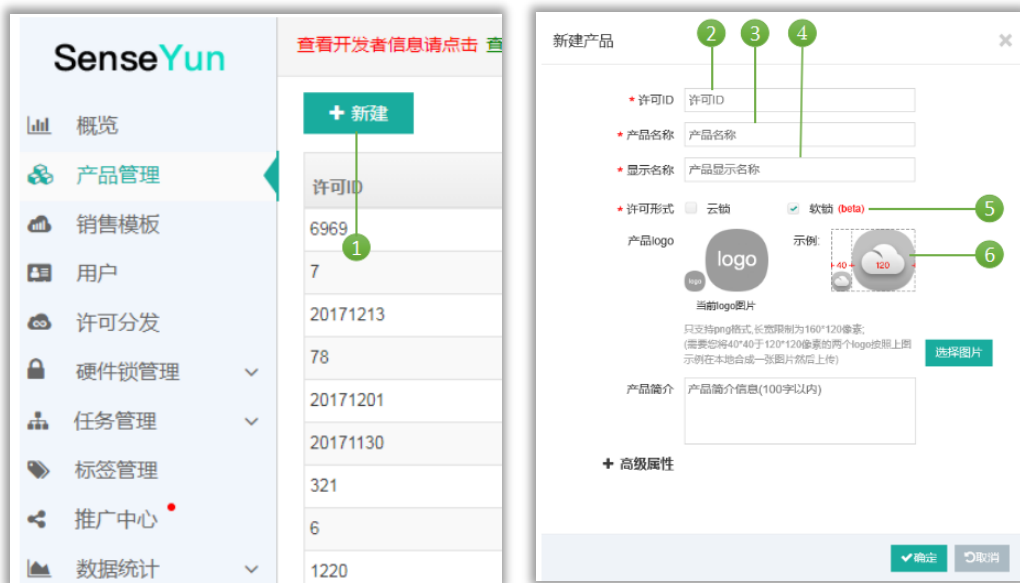 SenseYun
概览
产品管理
销售模板
用户
许可分发
硬件锁管理
任务管理
标签管理
推广中心
数据统计
查看开发者信息请点击 查
+ 新建
1
许可ID
6969
7
20171213
78
20171201
20171130
321
6
1220
新建产品
2 3 4
* 许可ID 许可ID
* 产品名称 产品名称
* 显示名称 产品显示名称
* 许可形式 云锁 软锁 (beta) 5
产品logo logo logo 示例: 40 120 6
当前logo图片
只支持png格式,长宽限制为160*120像素;
(需要您将40*40于120*120像素的两个logo按照上图
示例在本地合成一张图片然后上传)
选择图片
产品简介 产品简介信息(100字以内)
+ 高级属性
确定 取消